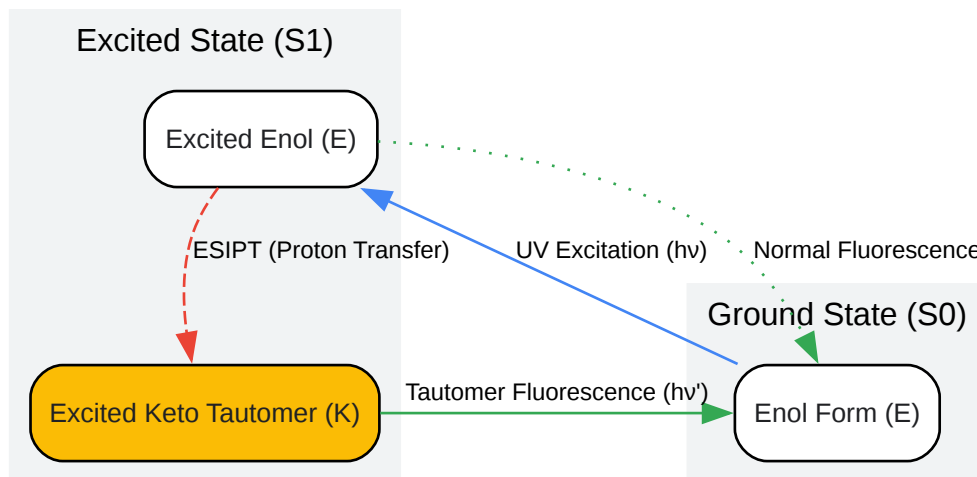 Excited State (S1)
Excited Enol (E)
ESIPT (Proton Transfer)
UV Excitation (hν)
Normal Fluorescence
Ground State (S0)
Excited Keto Tautomer (K)
Tautomer Fluorescence (hν')
Enol Form (E)